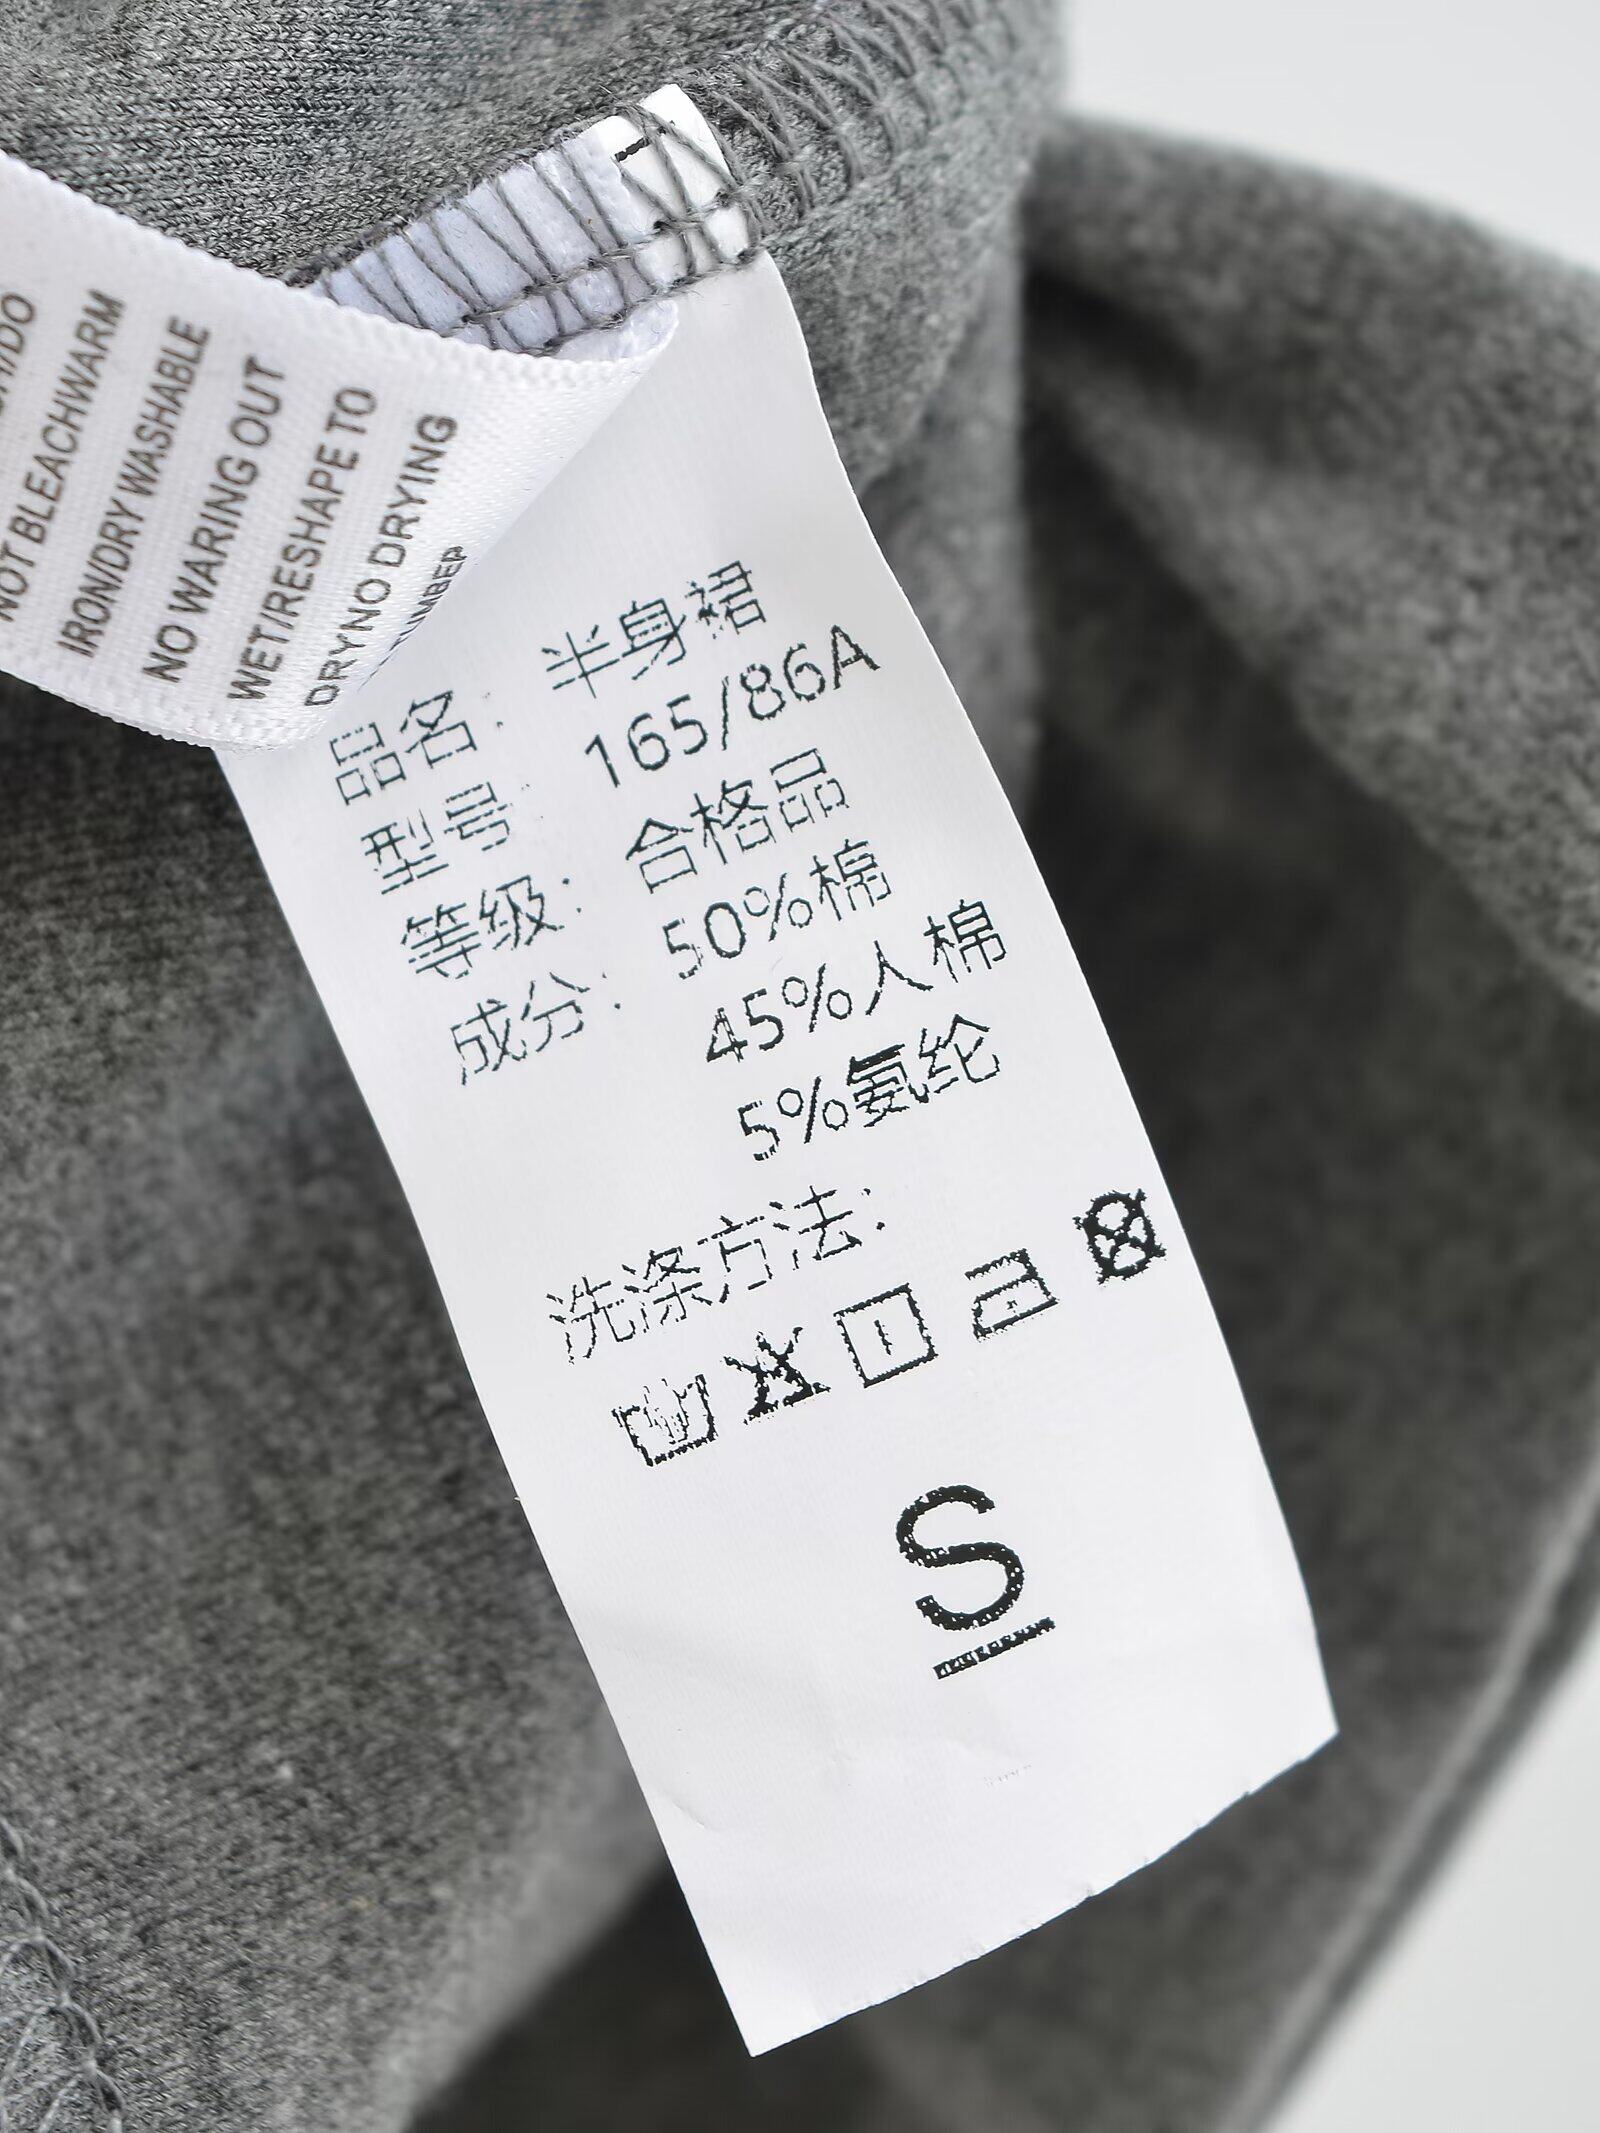 NOT BLEACHWARM
IRON/DRY WASHABLE
NO WARING OUT
WET/RESHAPE TO
DRYNO DRYING
品名: 半身裙
型号: 165/86A
等级: 合格品
成分: 50%棉
45%人棉
5%氨纶
洗涤方法:
S